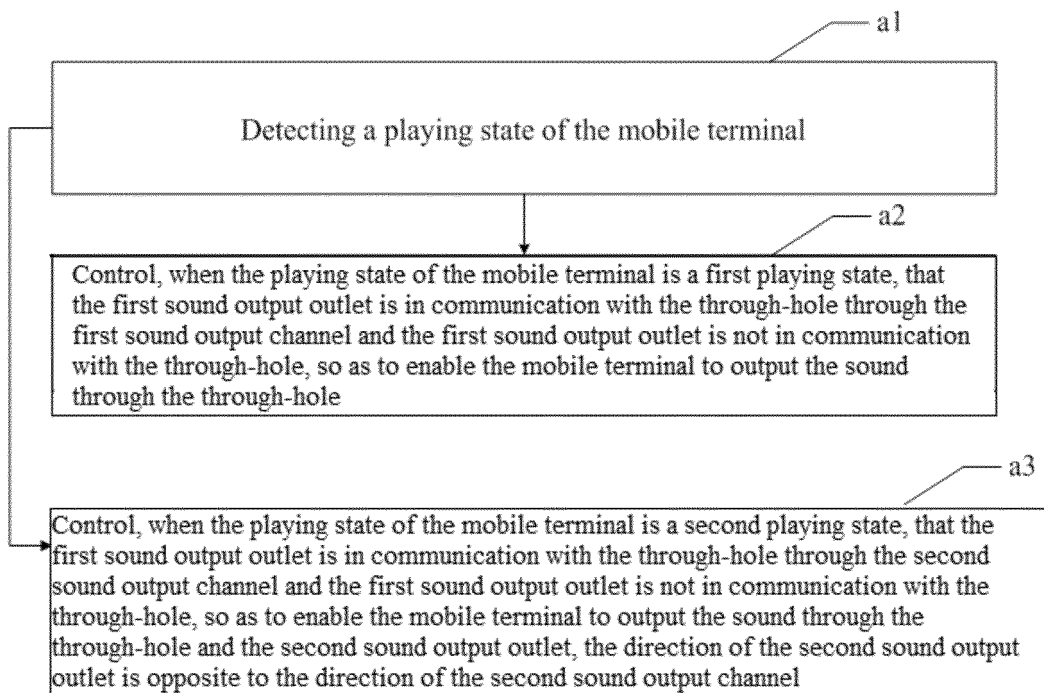 a1
Detecting a playing state of the mobile terminal
a2
Control, when the playing state of the mobile terminal is a first playing state, that
the first sound output outlet is in communication with the through-hole through the
first sound output channel and the first sound output outlet is not in communication
with the through-hole, so as to enable the mobile terminal to output the sound
through the through-hole
a3
Control, when the playing state of the mobile terminal is a second playing state, that the
first sound output outlet is in communication with the through-hole through the second
sound output channel and the first sound output outlet is not in communication with the
through-hole, so as to enable the mobile terminal to output the sound through the
through-hole and the second sound output outlet, the direction of the second sound output
outlet is opposite to the direction of the second sound output channel